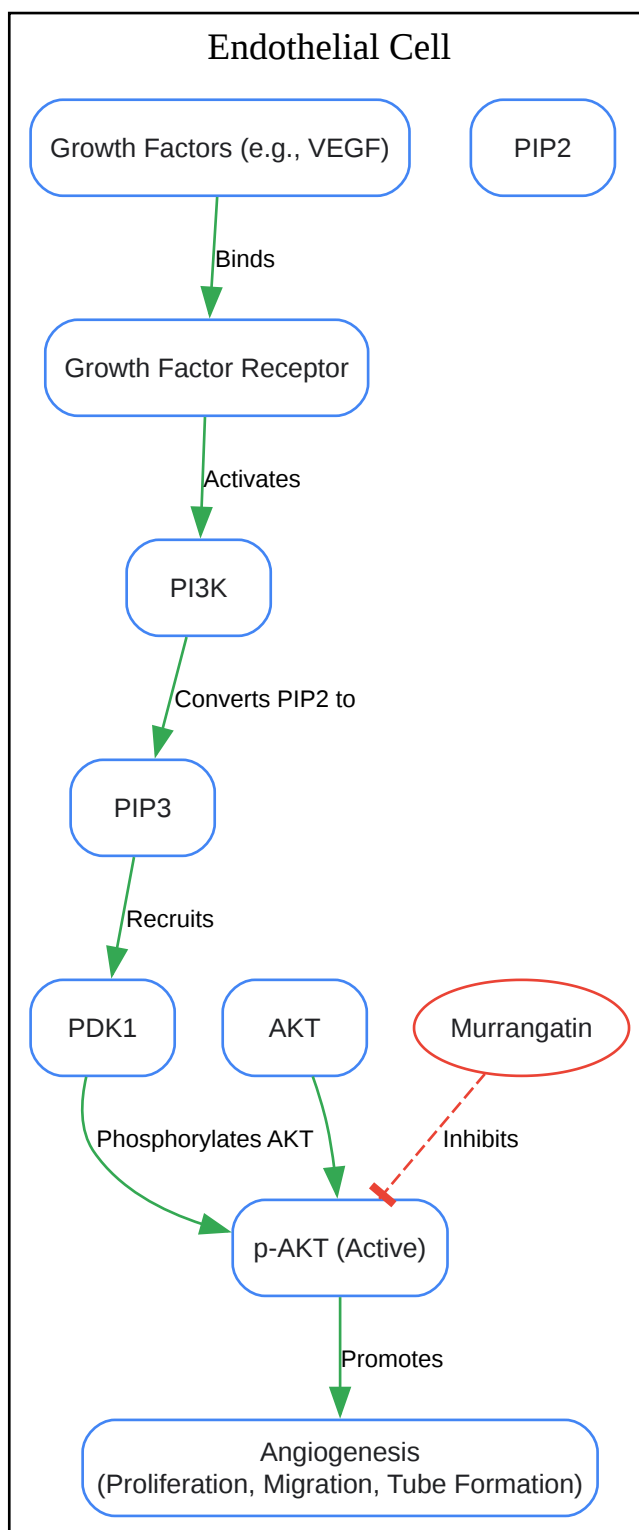 Endothelial Cell
Growth Factors (e.g., VEGF)
PIP2
Binds
Growth Factor Receptor
Activates
PI3K
Converts PIP2 to
PIP3
Recruits
PDK1
AKT
Murrangatin
Phosphorylates AKT
Inhibits
p-AKT (Active)
Promotes
Angiogenesis
(Proliferation, Migration, Tube Formation)